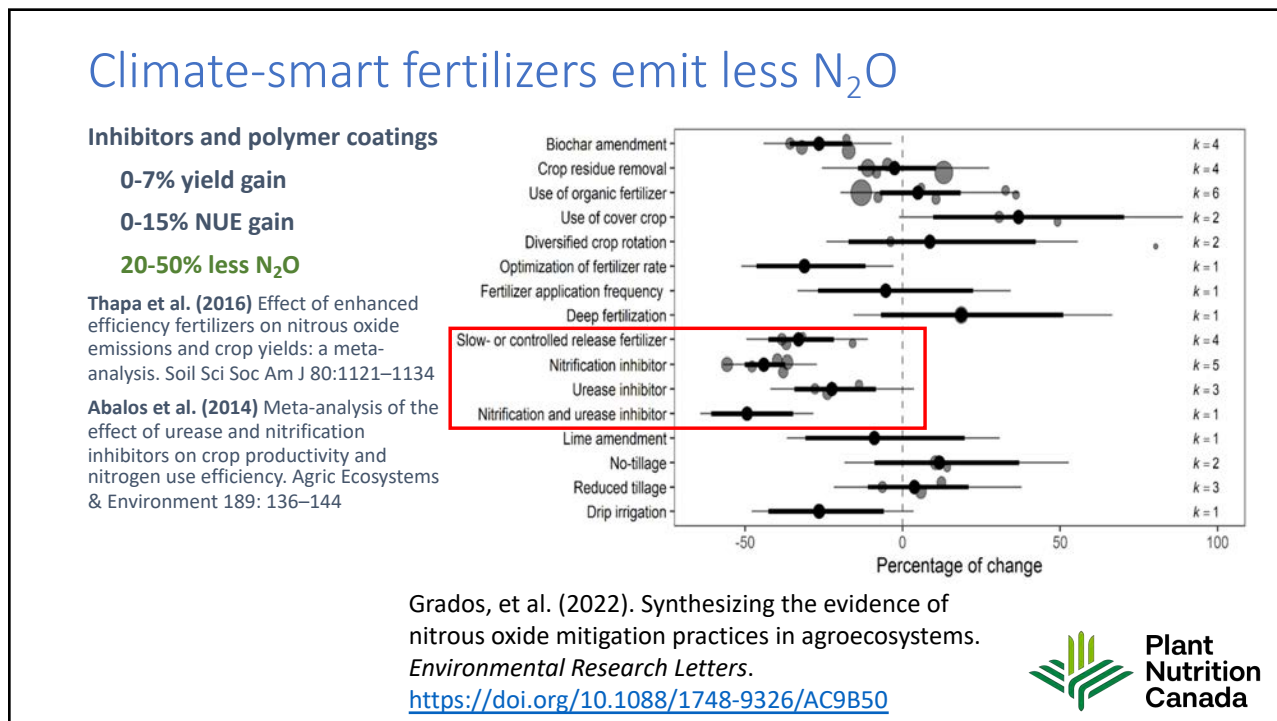 Climate-smart fertilizers emit less N₂O
Inhibitors and polymer coatings
0-7% yield gain
0-15% NUE gain
20-50% less N₂O
Thapa et al. (2016) Effect of enhanced
efficiency fertilizers on nitrous oxide
emissions and crop yields: a meta-
analysis. Soil Sci Soc Am J 80:1121–1134
Abalos et al. (2014) Meta-analysis of the
effect of urease and nitrification
inhibitors on crop productivity and
nitrogen use efficiency. Agric Ecosystems
& Environment 189: 136–144
Biochar amendment k = 4
Crop residue removal k = 4
Use of organic fertilizer k = 6
Use of cover crop k = 2
Diversified crop rotation k = 2
Optimization of fertilizer rate k = 1
Fertilizer application frequency k = 1
Deep fertilization k = 1
Slow- or controlled release fertilizer k = 4
Nitrification inhibitor k = 5
Urease inhibitor k = 3
Nitrification and urease inhibitor k = 1
Lime amendment k = 1
No-tillage k = 2
Reduced tillage k = 3
Drip irrigation k = 1
-50 0 50 100
Percentage of change
Grados, et al. (2022). Synthesizing the evidence of
nitrous oxide mitigation practices in agroecosystems.
Environmental Research Letters.
https://doi.org/10.1088/1748-9326/AC9B50
Plant
Nutrition
Canada